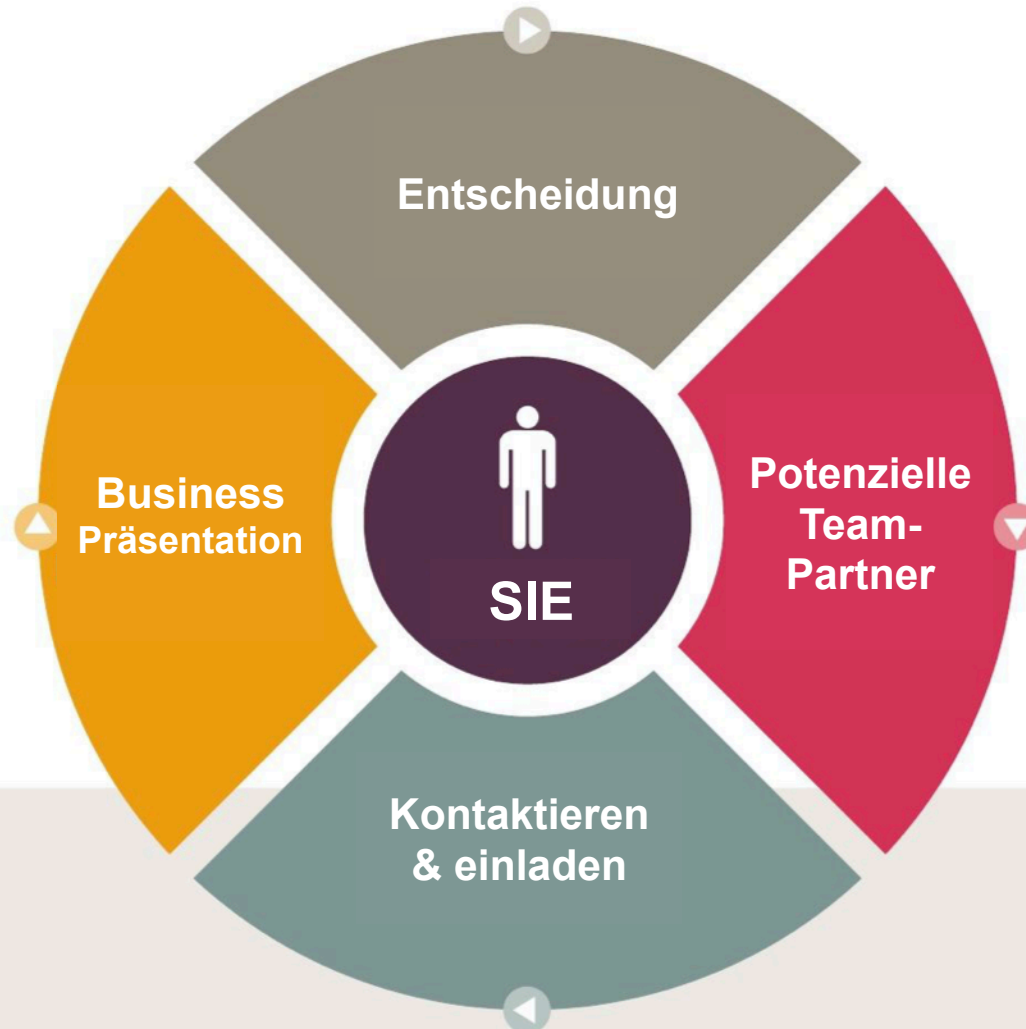 Entscheidung
Business
Präsentation
SIE
Potenzielle
Team-
Partner
Kontaktieren
& einladen